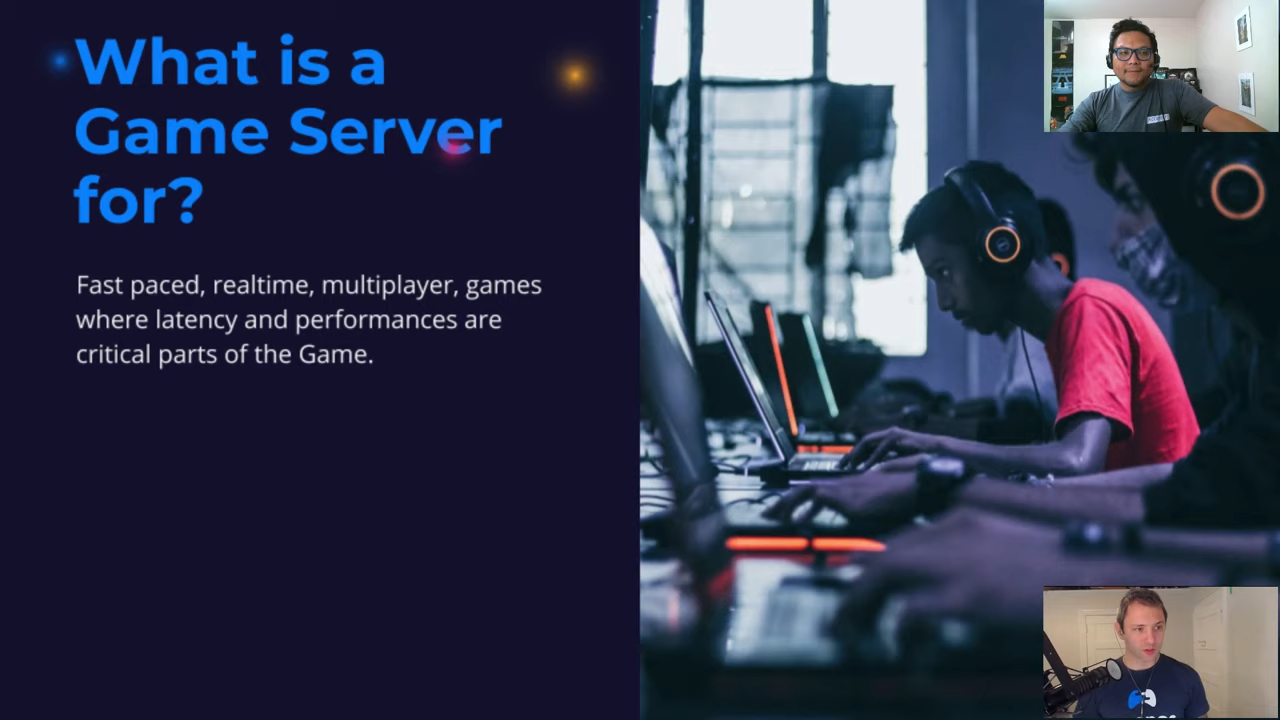 What is a
Game Server
for?
Fast paced, realtime, multiplayer, games
where latency and performances are
critical parts of the Game.